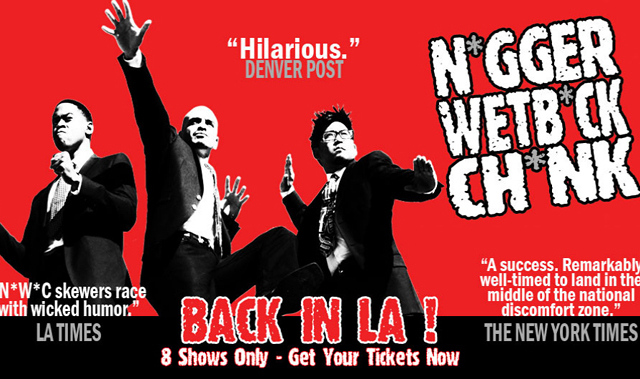 “Hilarious.”
DENVER POST
N*GGER
WETB*CK
CH*NK
N*W*C skewers race
with wicked humor.”
LA TIMES
BACK IN LA !
8 Shows Only - Get Your Tickets Now
“A success. Remarkably
well-timed to land in the
middle of the national
discomfort zone.”
THE NEW YORK TIMES